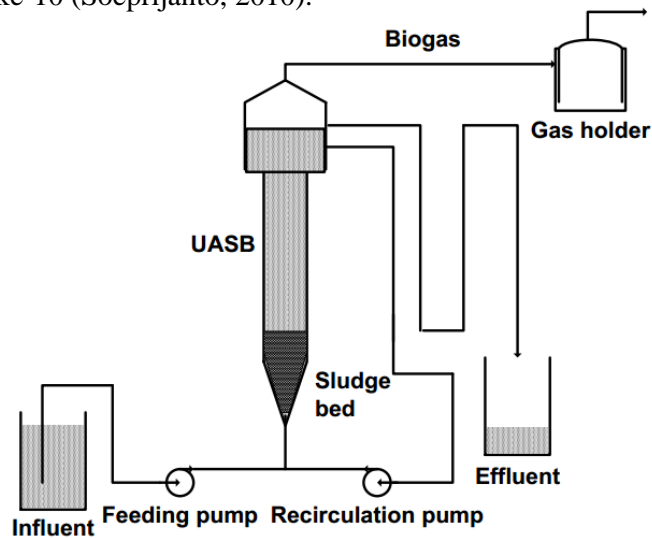 ke 10 (Soeprijanto, 2010).
Biogas
Gas holder
UASB
Sludge
bed
Effluent
Feeding pump
Recirculation pump
Influent